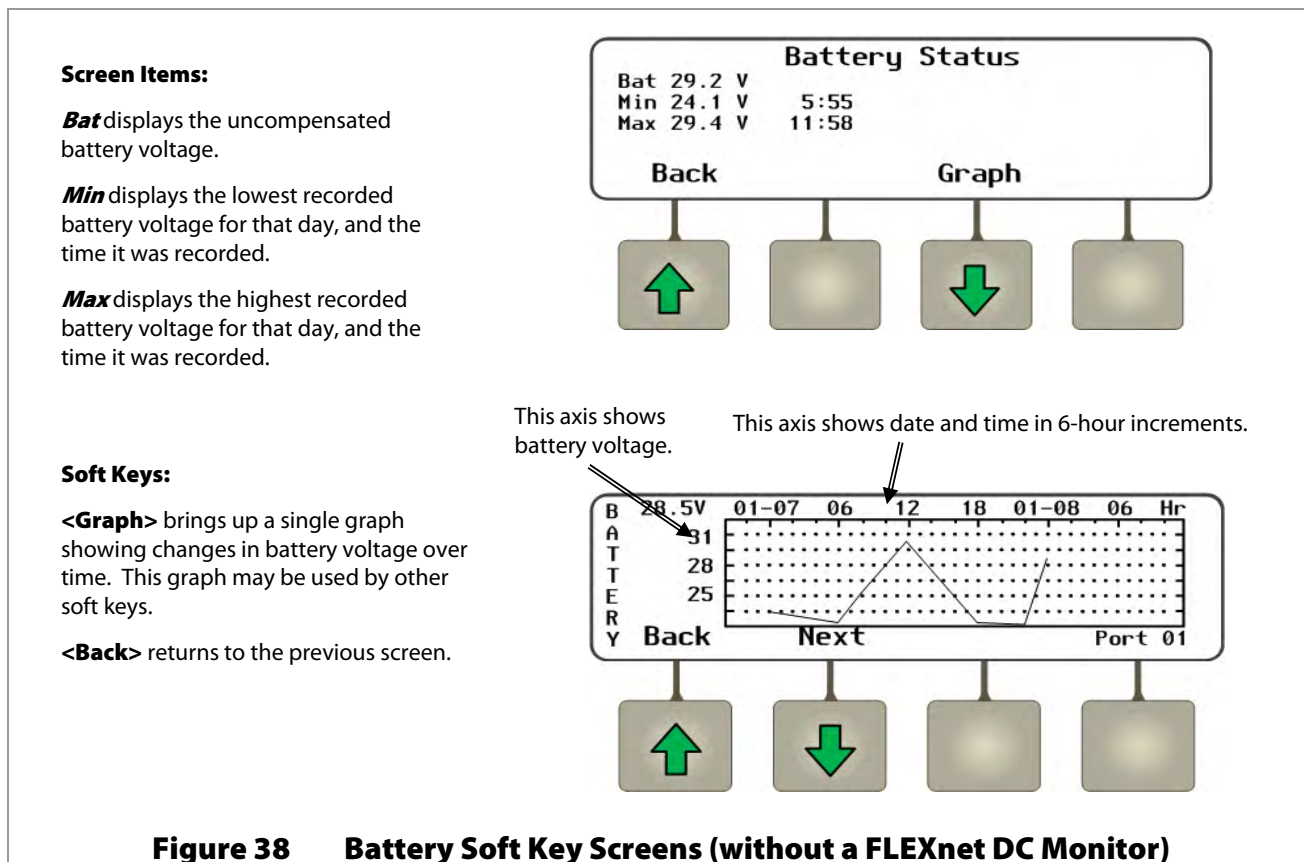 Screen Items:
Bat displays the uncompensated
battery voltage.
Min displays the lowest recorded
battery voltage for that day, and the
time it was recorded.
Max displays the highest recorded
battery voltage for that day, and the
time it was recorded.
Battery Status
Bat 29.2 V
Min 24.1 V 5:55
Max 29.4 V 11:58
Back Graph
This axis shows
battery voltage.
This axis shows date and time in 6-hour increments.
Soft Keys:
<Graph> brings up a single graph
showing changes in battery voltage over
time. This graph may be used by other
soft keys.
<Back> returns to the previous screen.
BATTERY
28.5V 01-07 06 12 18 01-08 06 Hr
31
28
25
Back Next Port 01
Figure 38 Battery Soft Key Screens (without a FLEXnet DC Monitor)